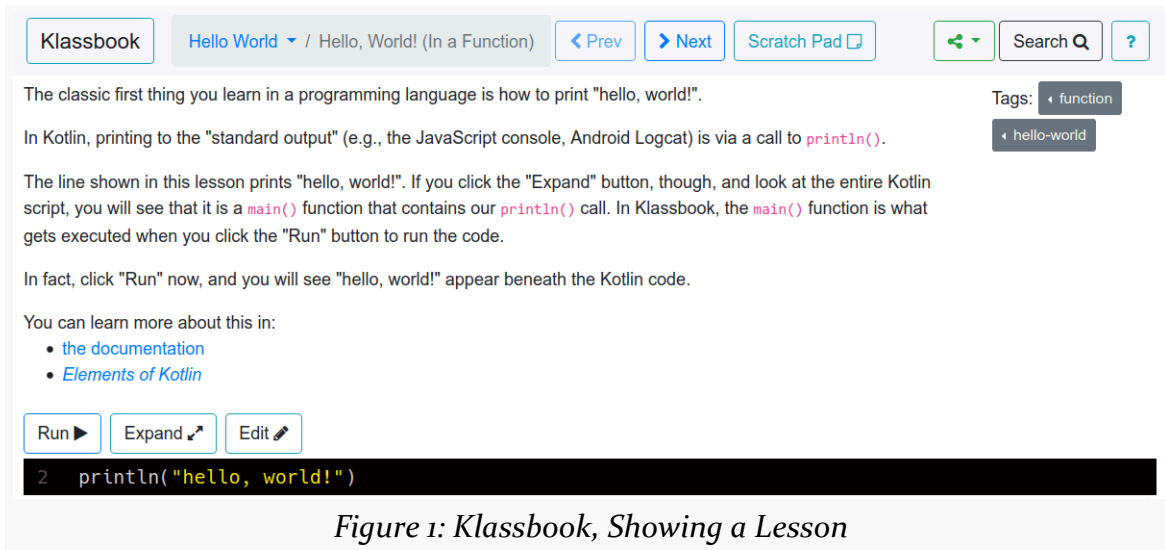 Klassbook Hello World / Hello, World! (In a Function) Prev Next Scratch Pad Search ?
The classic first thing you learn in a programming language is how to print "hello, world!".
Tags: function
hello-world
In Kotlin, printing to the "standard output" (e.g., the JavaScript console, Android Logcat) is via a call to println().
The line shown in this lesson prints "hello, world!". If you click the "Expand" button, though, and look at the entire Kotlin
script, you will see that it is a main() function that contains our println() call. In Klassbook, the main() function is what
gets executed when you click the "Run" button to run the code.
In fact, click "Run" now, and you will see "hello, world!" appear beneath the Kotlin code.
You can learn more about this in:
• the documentation
• Elements of Kotlin
Run Expand Edit
2 println("hello, world!")
Figure 1: Klassbook, Showing a Lesson